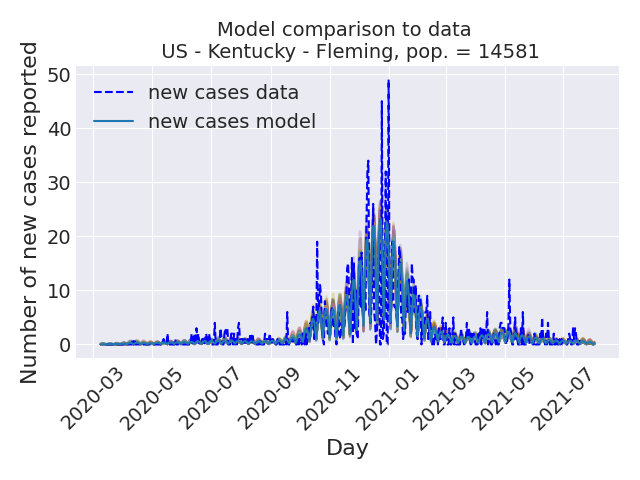 Model comparison to data
US - Kentucky - Fleming, pop. = 14581
Number of new cases reported
50
40
30
20
10
0
new cases data
new cases model
2020-03
2020-05
2020-07
2020-09
2020-11
2021-01
2021-03
2021-05
2021-07
Day